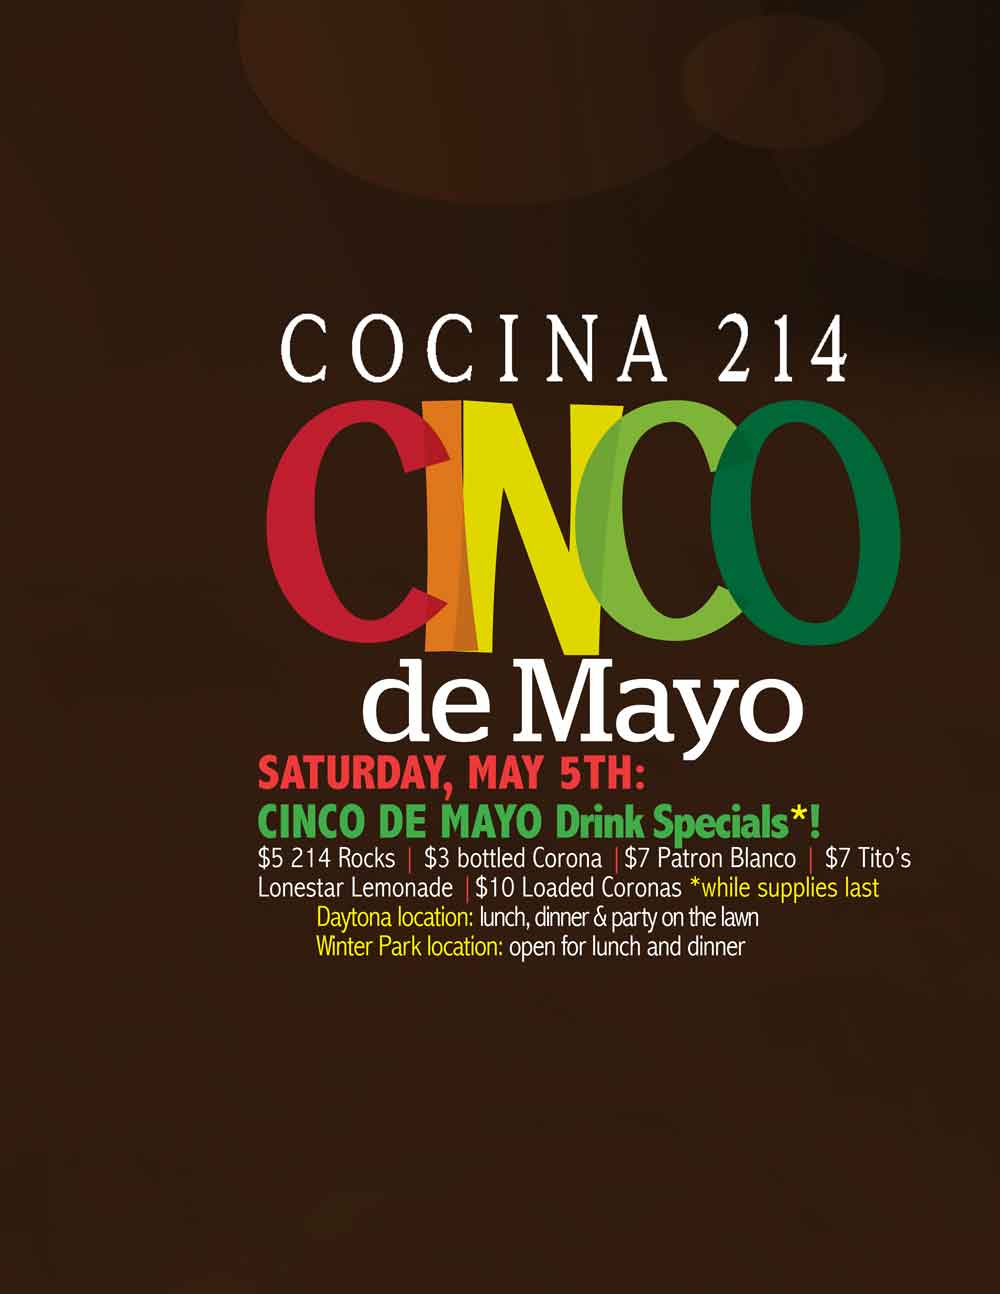 COCINA 214
CINCO
de Mayo
SATURDAY, MAY 5TH:
CINCO DE MAYO Drink Specials*!
$5 214 Rocks | $3 bottled Corona | $7 Patron Blanco | $7 Tito's
Lonestar Lemonade | $10 Loaded Coronas *while supplies last
Daytona location: lunch, dinner & party on the lawn
Winter Park location: open for lunch and dinner